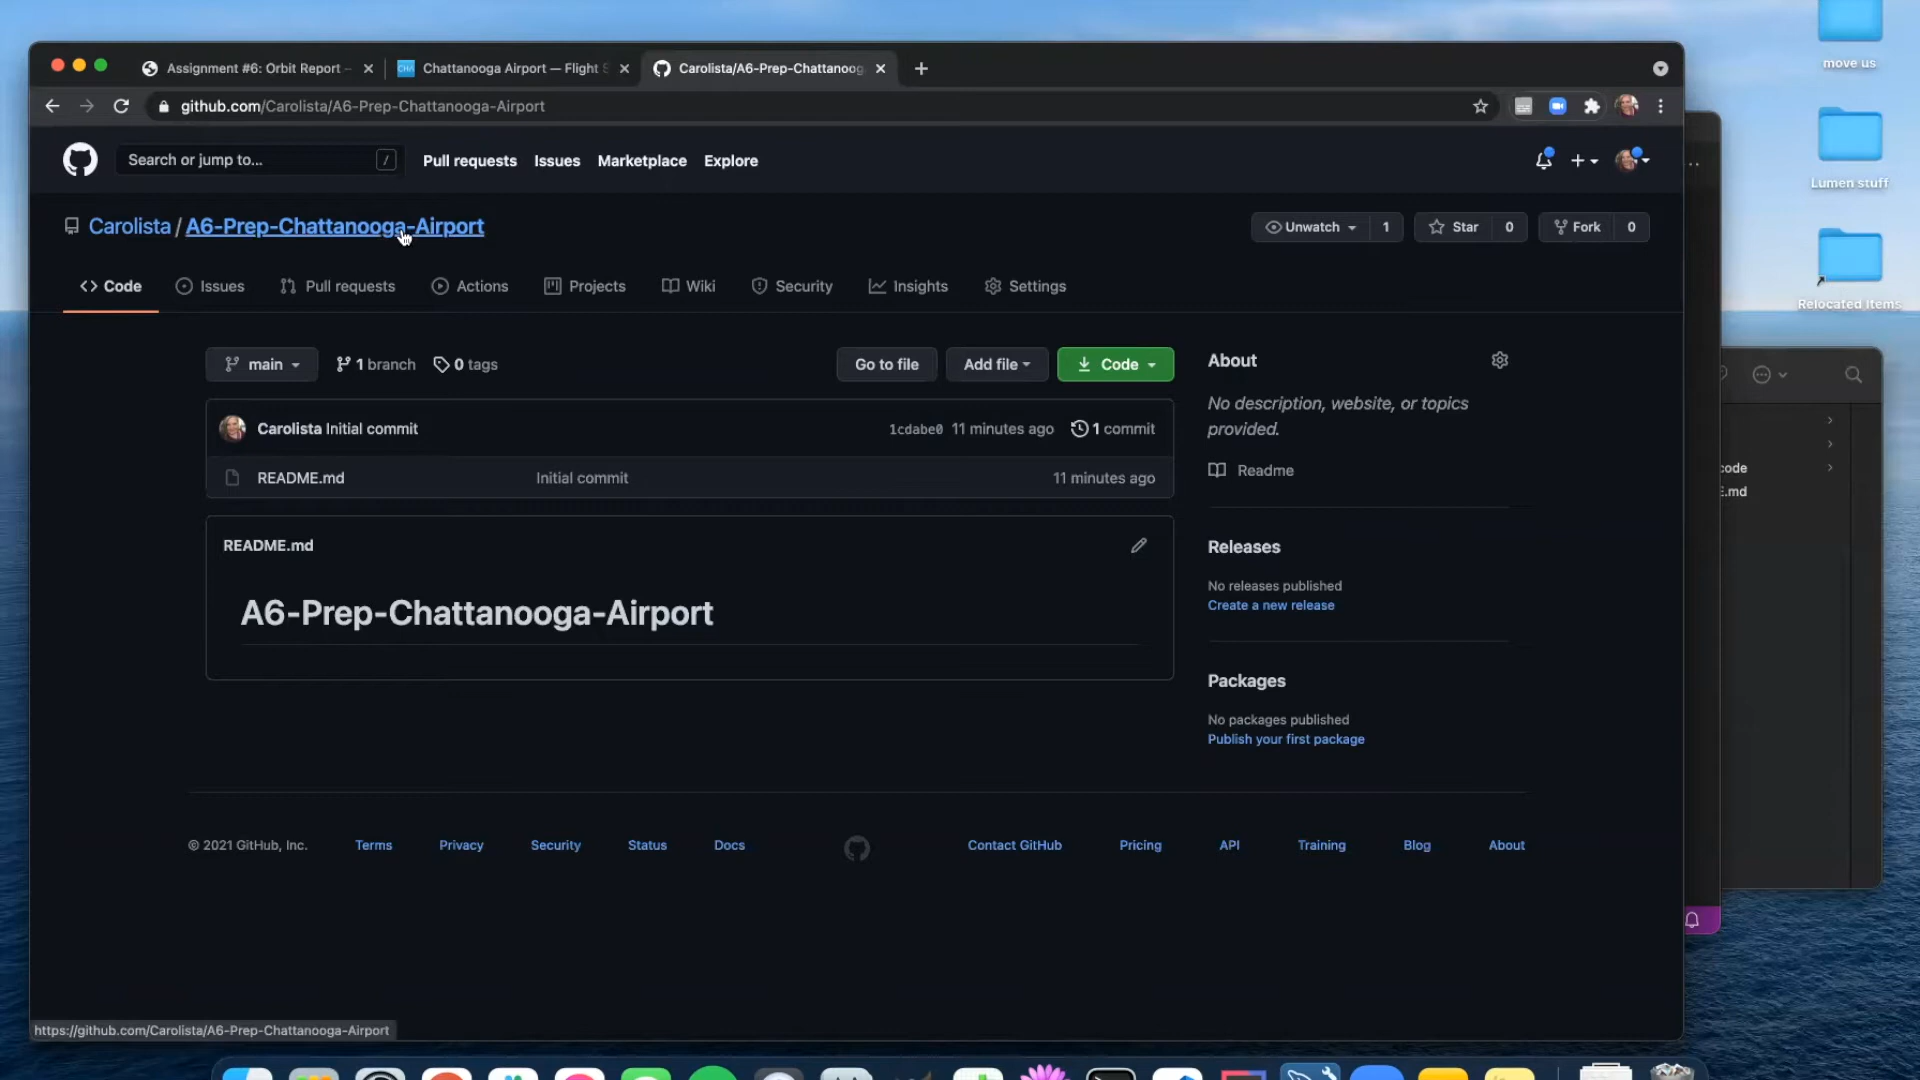 Assignment #6: Orbit Report –
Chattanooga Airport — Flight S
Carolista/A6-Prep-Chattanoog
github.com/Carolista/A6-Prep-Chattanooga-Airport
Search or jump to...
/
Pull requests
Issues
Marketplace
Explore
Carolista / A6-Prep-Chattanooga-Airport
Unwatch 1
Star 0
Fork 0
Code
Issues
Pull requests
Actions
Projects
Wiki
Security
Insights
Settings
main
1 branch
0 tags
Go to file
Add file
Code
Carolista Initial commit
1cdabe0 11 minutes ago
1 commit
README.md
Initial commit
11 minutes ago
README.md
A6-Prep-Chattanooga-Airport
About
No description, website, or topics
provided.
Readme
Releases
No releases published
Create a new release
Packages
No packages published
Publish your first package
© 2021 GitHub, Inc.
Terms
Privacy
Security
Status
Docs
Contact GitHub
Pricing
API
Training
Blog
About
https://github.com/Carolista/A6-Prep-Chattanooga-Airport
move us
Lumen stuff
Relocated Items
code
E.md